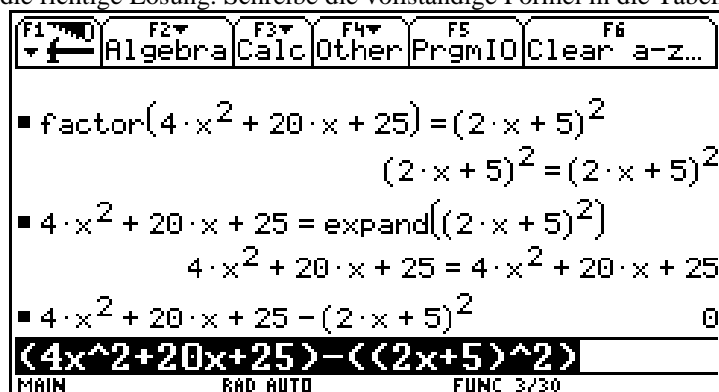 die richtige Lösung. Schreibe die vollständige Formel in die
F1 F2 Algebra F3 Calc F4 Other F5 PrgmIO F6 Clear a-z...
▪ factor(4·x^2 + 20·x + 25) = (2·x + 5)^2
(2·x + 5)^2 = (2·x + 5)^2
▪ 4·x^2 + 20·x + 25 = expand((2·x + 5)^2)
4·x^2 + 20·x + 25 = 4·x^2 + 20·x + 25
▪ 4·x^2 + 20·x + 25 - (2·x + 5)^2 0
(4x^2+20x+25)-((2x+5)^2)
MAIN RAD AUTO FUNC 3/30